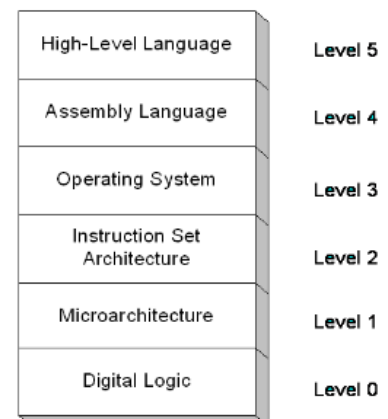 High-Level Language
Level 5
Assembly Language
Level 4
Operating System
Level 3
Instruction Set
Architecture
Level 2
Microarchitecture
Level 1
Digital Logic
Level 0